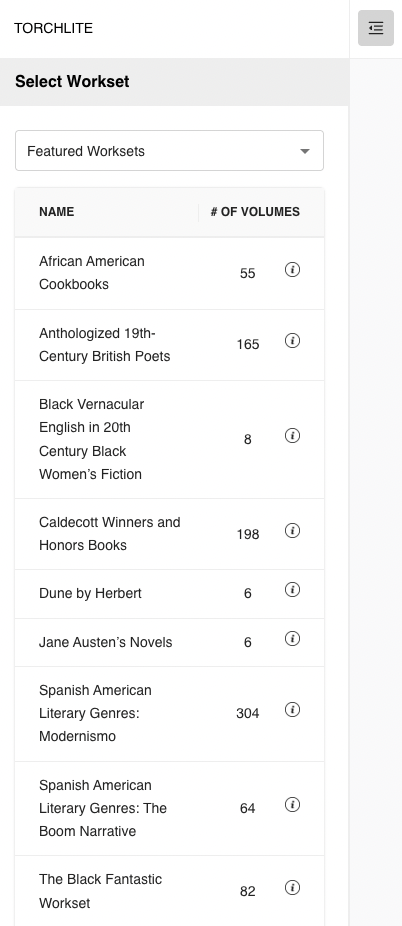 TORCHLITE
Select Workset
Featured Worksets
NAME # OF VOLUMES
African American
Cookbooks
55
Anthologized 19th-
Century British Poets
165
Black Vernacular
English in 20th
Century Black
Women’s Fiction
8
Caldecott Winners and
Honors Books
198
Dune by Herbert 6
Jane Austen’s Novels 6
Spanish American
Literary Genres:
Modernismo
304
Spanish American
Literary Genres: The
Boom Narrative
64
The Black Fantastic
Workset
82